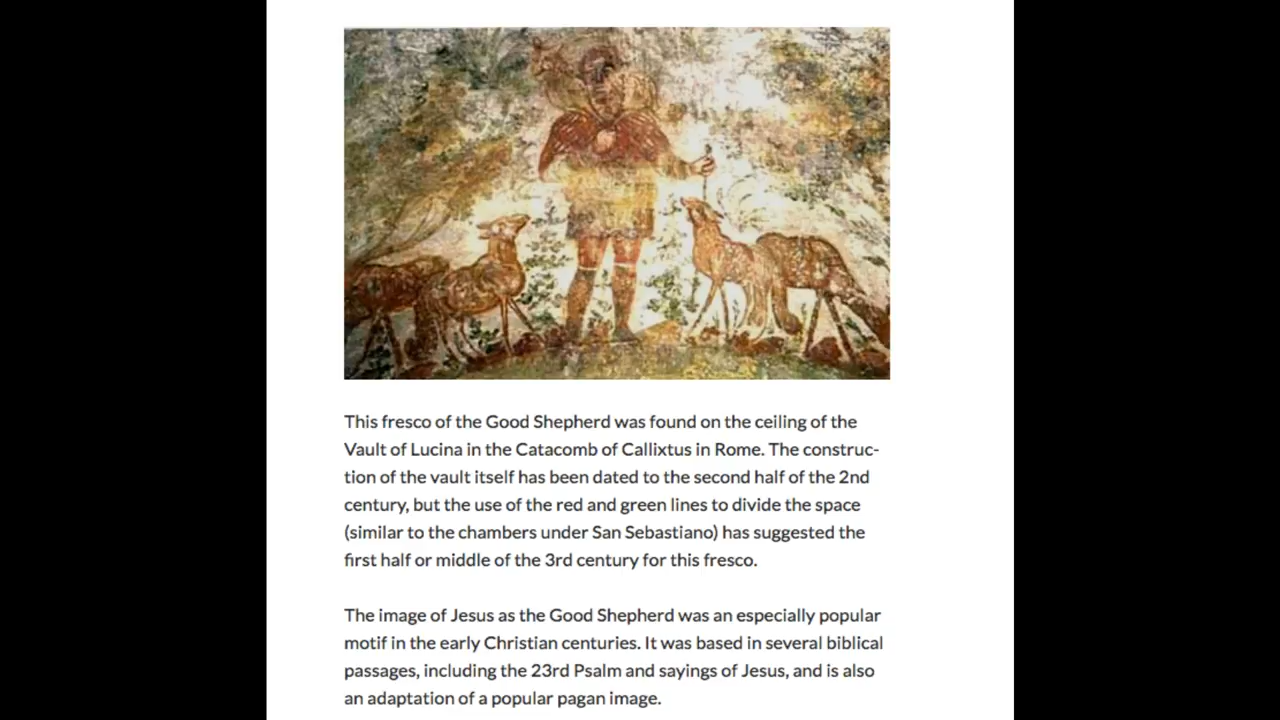 This fresco of the Good Shepherd was found on the ceiling of the
Vault of Lucina in the Catacomb of Callixtus in Rome. The construc-
tion of the vault itself has been dated to the second half of the 2nd
century, but the use of the red and green lines to divide the space
(similar to the chambers under San Sebastiano) has suggested the
first half or middle of the 3rd century for this fresco.
The image of Jesus as the Good Shepherd was an especially popular
motif in the early Christian centuries. It was based in several biblical
passages, including the 23rd Psalm and sayings of Jesus, and is also
an adaptation of a popular pagan image.